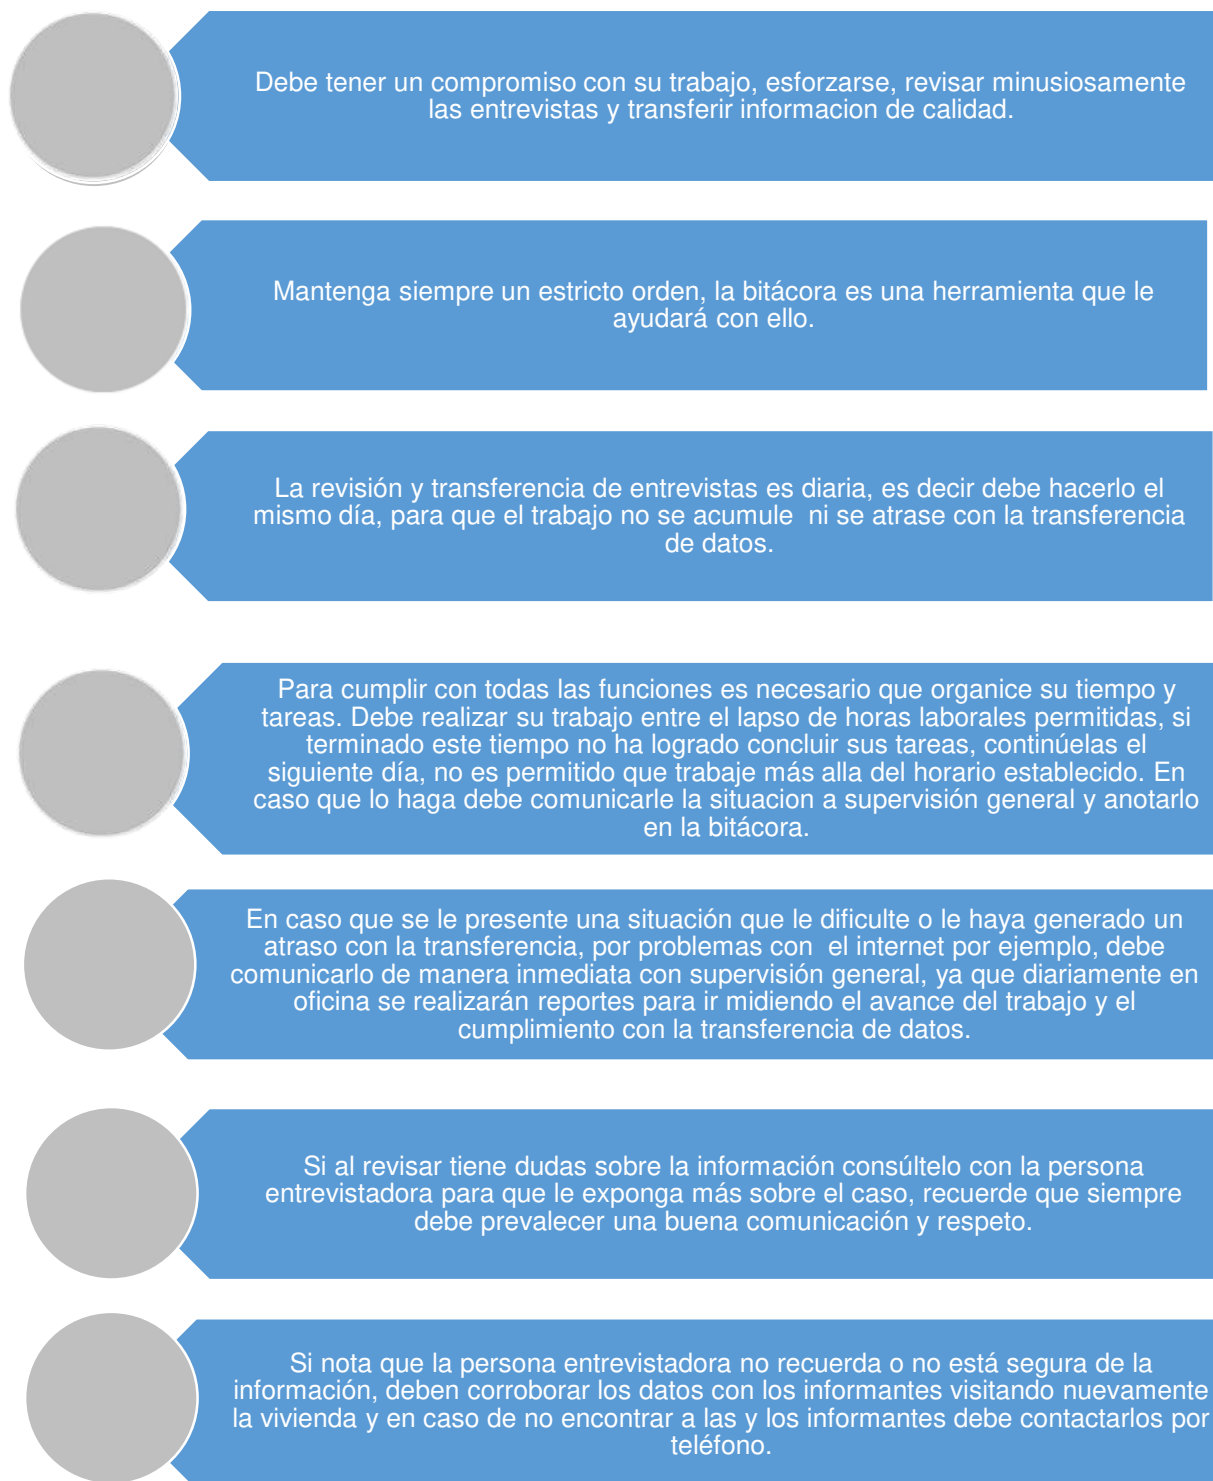 Debe tener un compromiso con su trabajo, esforzarse, revisar minusiosamente
las entrevistas y transferir informacion de calidad.
Mantenga siempre un estricto orden, la bitácora es una herramienta que le
ayudará con ello.
La revisión y transferencia de entrevistas es diaria, es decir debe hacerlo el
mismo día, para que el trabajo no se acumule  ni se atrase con la transferencia
de datos.
Para cumplir con todas las funciones es necesario que organice su tiempo y
tareas. Debe realizar su trabajo entre el lapso de horas laborales permitidas, si
terminado este tiempo no ha logrado concluir sus tareas, continúelas el
siguiente día, no es permitido que trabaje más alla del horario establecido. En
caso que lo haga debe comunicarle la situacion a supervisión general y anotarlo
en la bitácora.
En caso que se le presente una situación que le dificulte o le haya generado un
atraso con la transferencia, por problemas con  el internet por ejemplo, debe
comunicarlo de manera inmediata con supervisión general, ya que diariamente en
oficina se realizarán reportes para ir midiendo el avance del trabajo y el
cumplimiento con la transferencia de datos.
Si al revisar tiene dudas sobre la información consúltelo con la persona
entrevistadora para que le exponga más sobre el caso, recuerde que siempre
debe prevalecer una buena comunicación y respeto.
Si nota que la persona entrevistadora no recuerda o no está segura de la
información, deben corroborar los datos con los informantes visitando nuevamente
la vivienda y en caso de no encontrar a las y los informantes debe contactarlos por
teléfono.